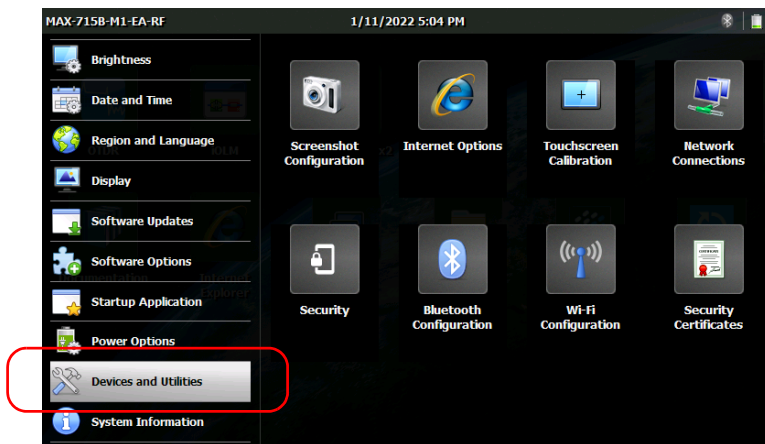 MAX-715B-M1-EA-RF 1/11/2022 5:04 PM
Brightness
Date and Time
Region and Language
Display
Software Updates
Software Options
Startup Application
Power Options
Devices and Utilities
System Information
Screenshot
Configuration
Internet Options
Touchscreen
Calibration
Network
Connections
Security
Bluetooth
Configuration
Wi-Fi
Configuration
Security
Certificates